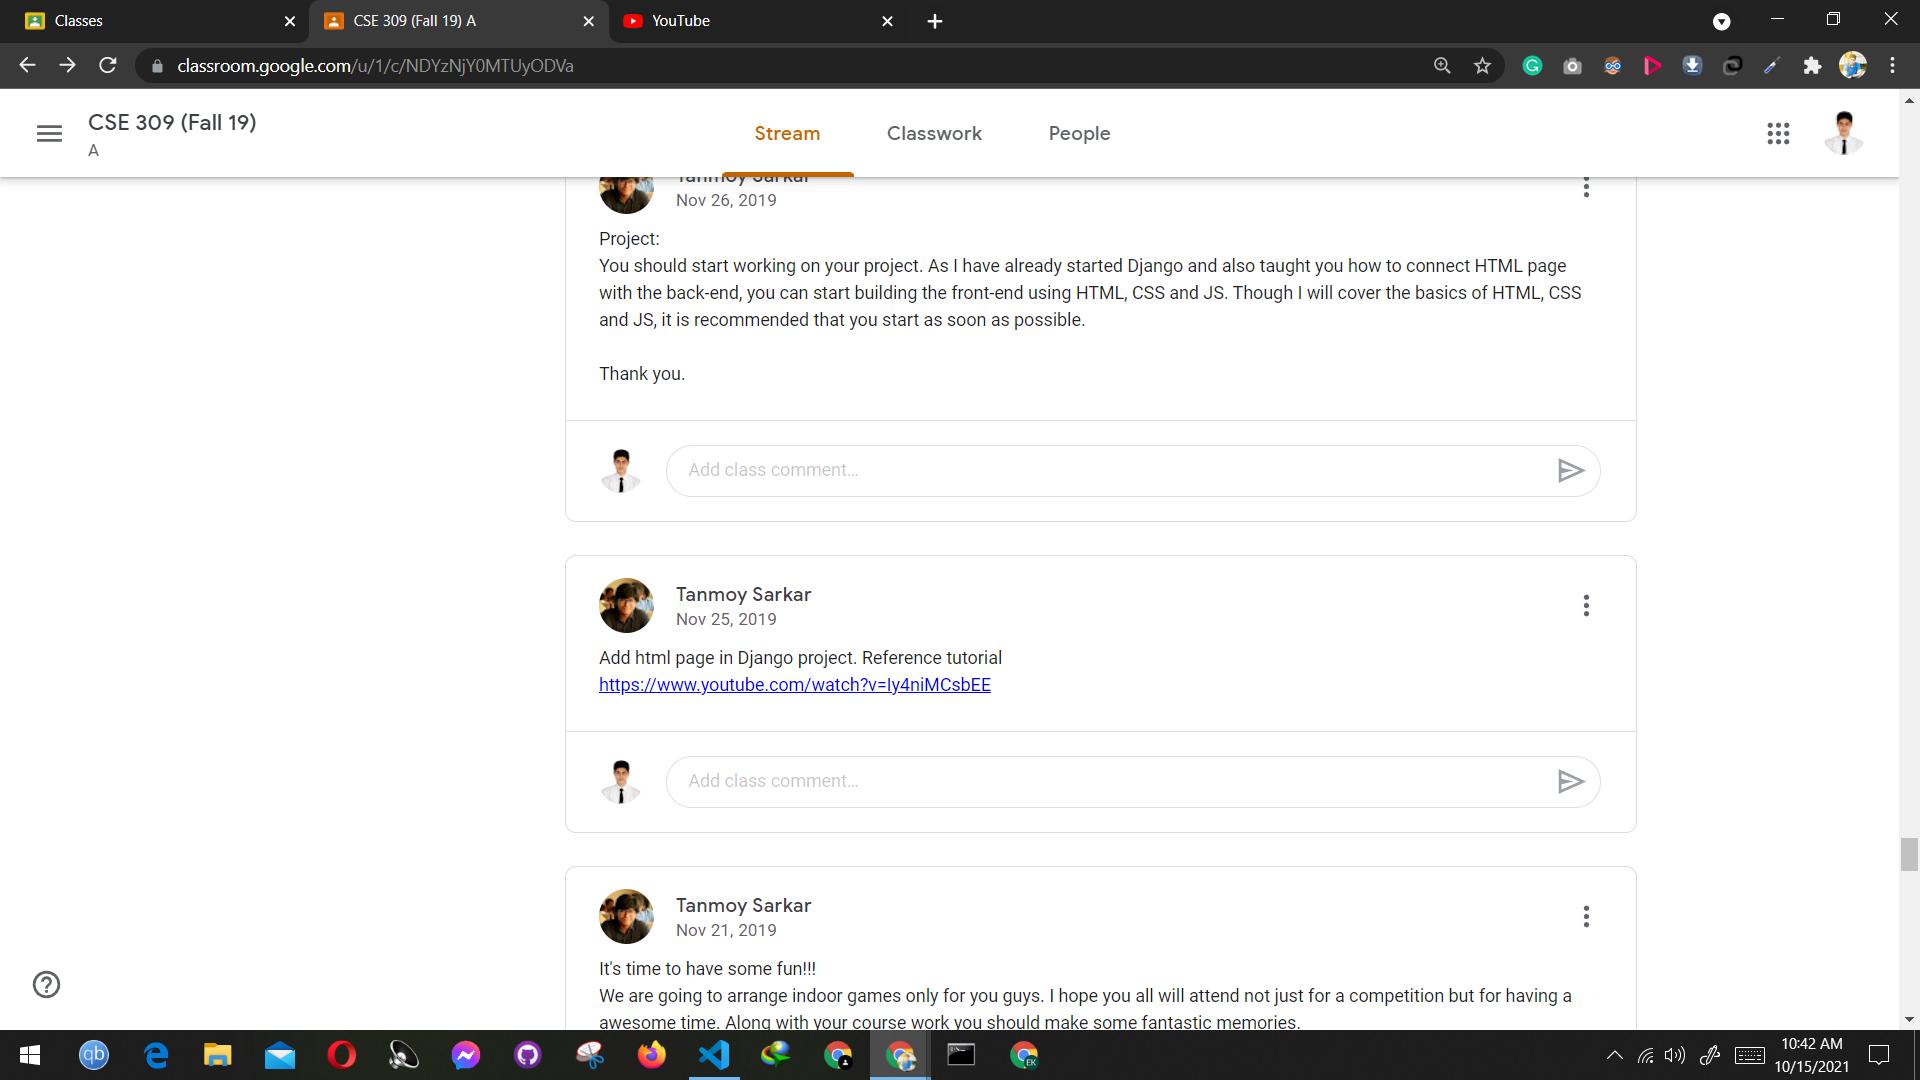 Classes
CSE 309 (Fall 19) A
YouTube
classroom.google.com/u/1/c/NDYzNjY0MTUyODVa
CSE 309 (Fall 19)
A
Stream
Classwork
People
Tanmoy Sarkar
Nov 26, 2019
Project:
You should start working on your project. As I have already started Django and also taught you how to connect HTML page
with the back-end, you can start building the front-end using HTML, CSS and JS. Though I will cover the basics of HTML, CSS
and JS, it is recommended that you start as soon as possible.
Thank you.
Add class comment...
Tanmoy Sarkar
Nov 25, 2019
Add html page in Django project. Reference tutorial
https://www.youtube.com/watch?v=Iy4niMCsbEE
Add class comment...
Tanmoy Sarkar
Nov 21, 2019
It's time to have some fun!!!
We are going to arrange indoor games only for you guys. I hope you all will attend not just for a competition but for having a
awesome time. Along with your course work you should make some fantastic memories.
qb
EK
10:42 AM
10/15/2021